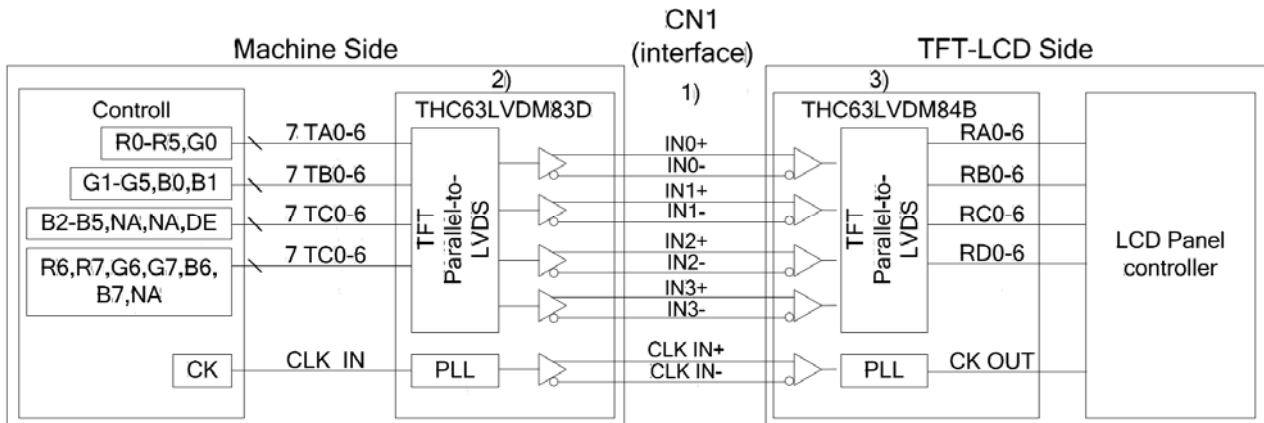 CN1
(interface)
Machine Side
TFT-LCD Side
2)
1)
3)
Controll
THC63LVDM83D
THC63LVDM84B
R0-R5,G0
7 TA0-6
G1-G5,B0,B1
7 TB0-6
B2-B5,NA,NA,DE
7 TC0-6
R6,R7,G6,G7,B6,
B7,NA
7 TC0-6
CK
CLK IN
TFT
Parallel-to-
LVDS
PLL
IN0+
IN0-
IN1+
IN1-
IN2+
IN2-
IN3+
IN3-
CLK IN+
CLK IN-
TFT
Parallel-to-
LVDS
PLL
RA0-6
RB0-6
RC0-6
RD0-6
CK OUT
LCD Panel
controller